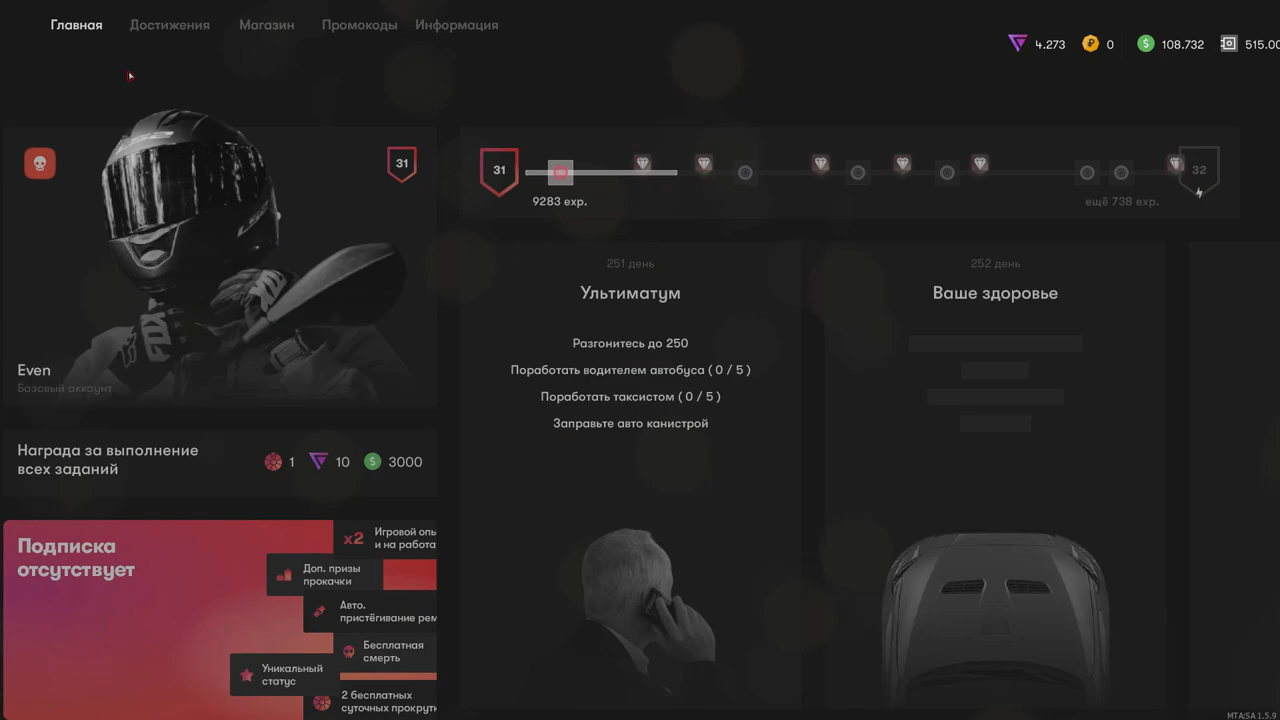 Главная Достижения Магазин Промокоды Информация
4.273 0 108.732 515.00
31
31
32
9283 exp.
ещё 738 exp.
251 день
Ультиматум
Разгонитесь до 250
Поработать водителем автобуса ( 0 / 5 )
Поработать таксистом ( 0 / 5 )
Заправьте авто канистрой
252 день
Ваше здоровье
Even
Базовый аккаунт
Награда за выполнение
всех заданий
1 10 3000
Подписка
отсутствует
x2
Игровой опы
и на работа
Доп. призы
прокачки
Авто.
пристёгивание рем
Бесплатная
смерть
Уникальный
статус
2 бесплатных
суточных прокрутк
FOX
MTA:SA 1.5.9